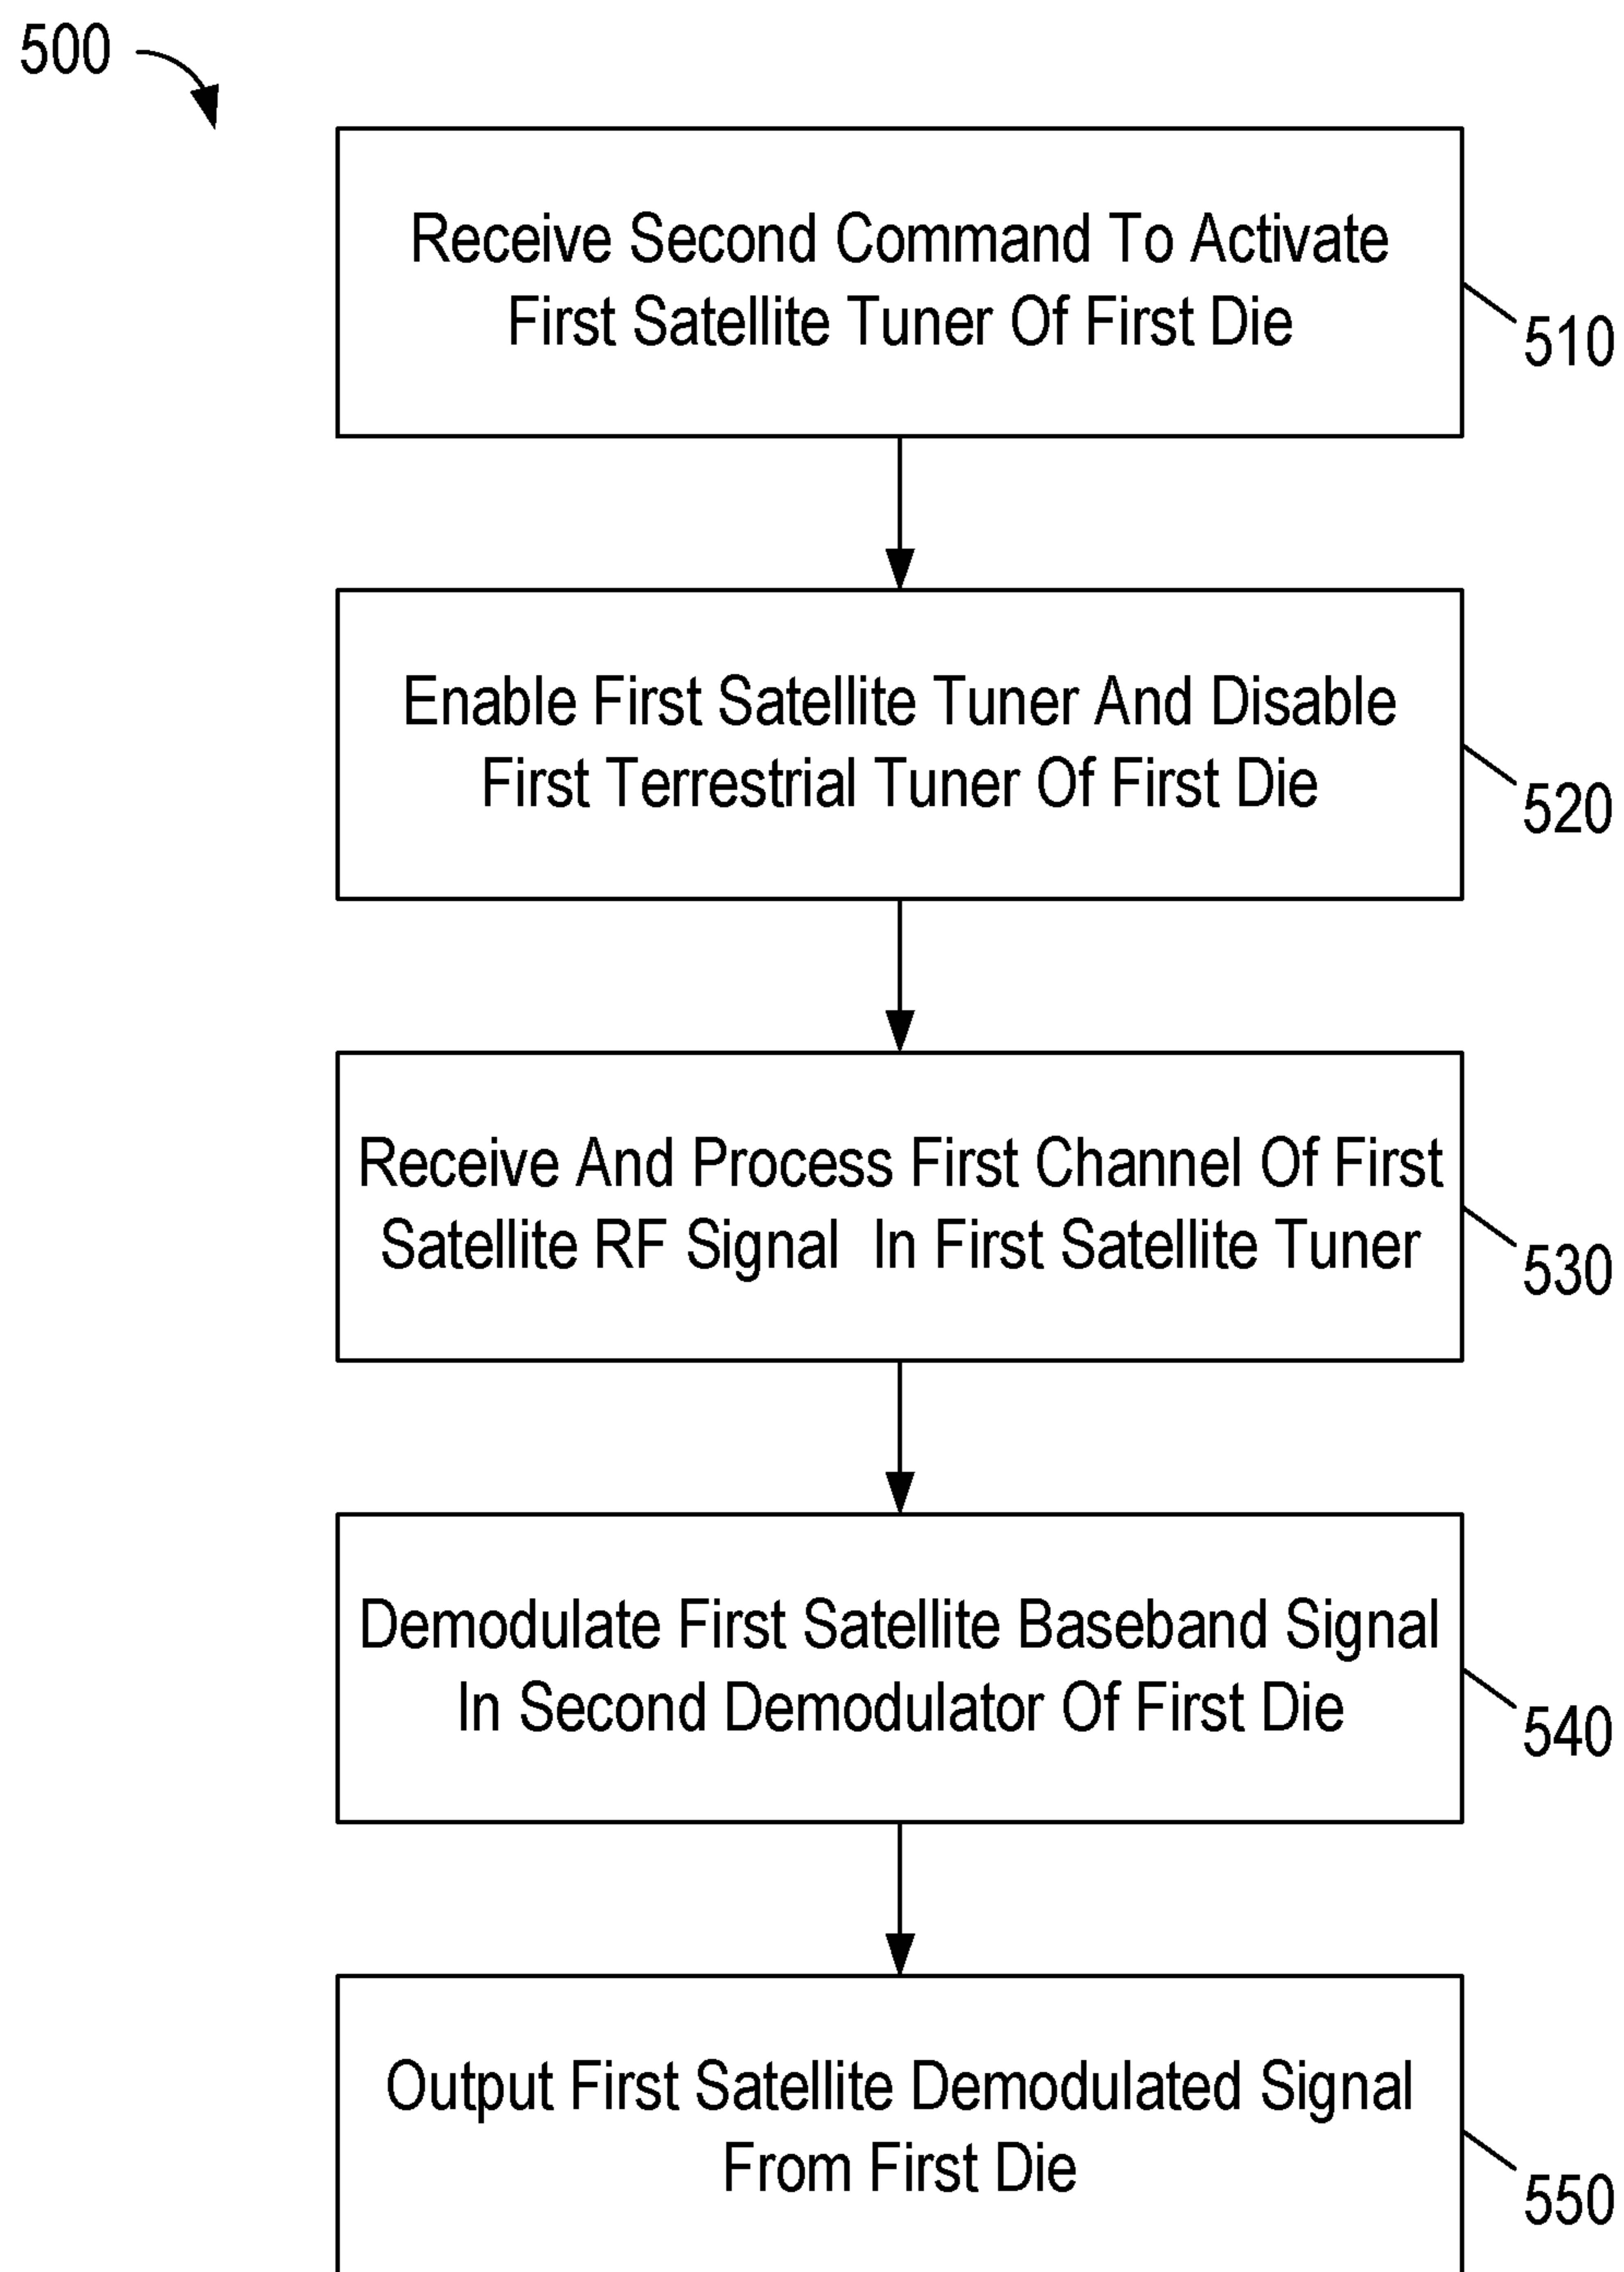 500
Receive Second Command To Activate
First Satellite Tuner Of First Die
510
Enable First Satellite Tuner And Disable
First Terrestrial Tuner Of First Die
520
Receive And Process First Channel Of First
Satellite RF Signal In First Satellite Tuner
530
Demodulate First Satellite Baseband Signal
In Second Demodulator Of First Die
540
Output First Satellite Demodulated Signal
From First Die
550